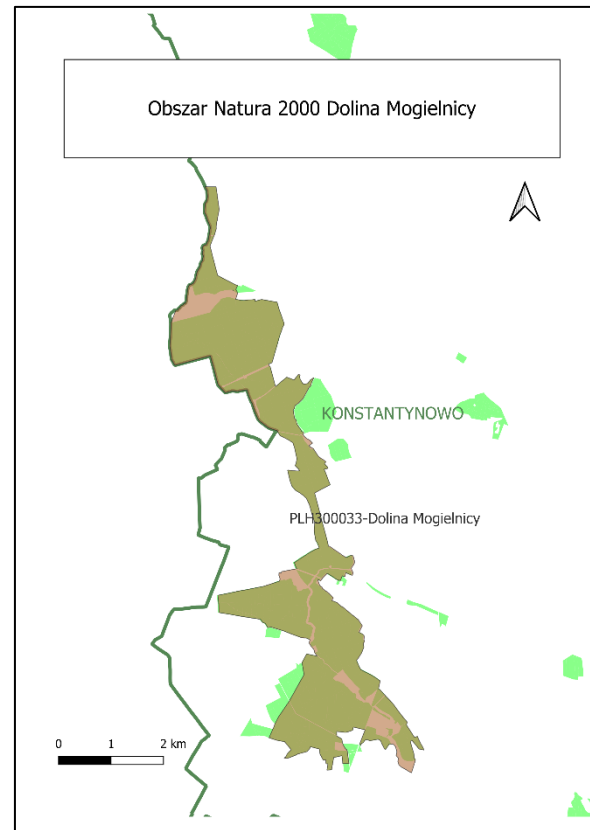 Obszar Natura 2000 Dolina Mogielnicy
KONSTANTYNOWO
PLH300033-Dolina Mogielnicy
0 1 2 km